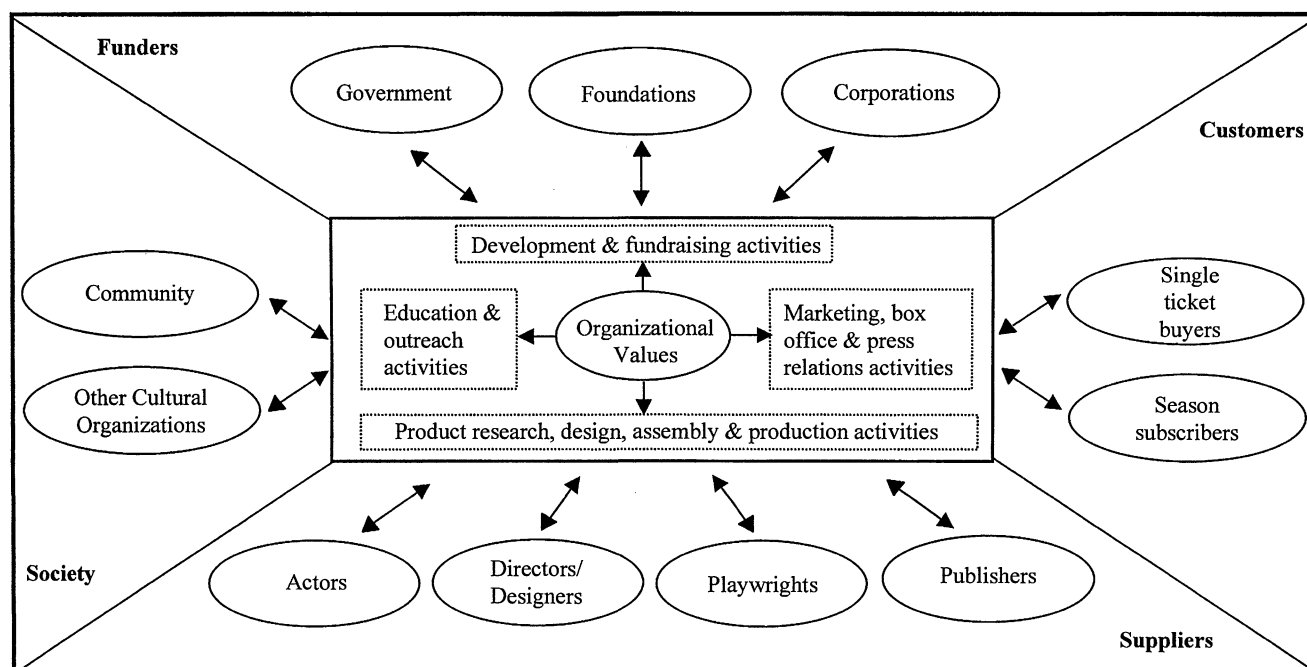 Funders
Government
Foundations
Corporations
Customers
Development & fundraising activities
Community
Education &
outreach
activities
Organizational
Values
Marketing, box
office & press
relations activities
Single
ticket
buyers
Other Cultural
Organizations
Season
subscribers
Product research, design, assembly & production activities
Society
Actors
Directors/
Designers
Playwrights
Publishers
Suppliers